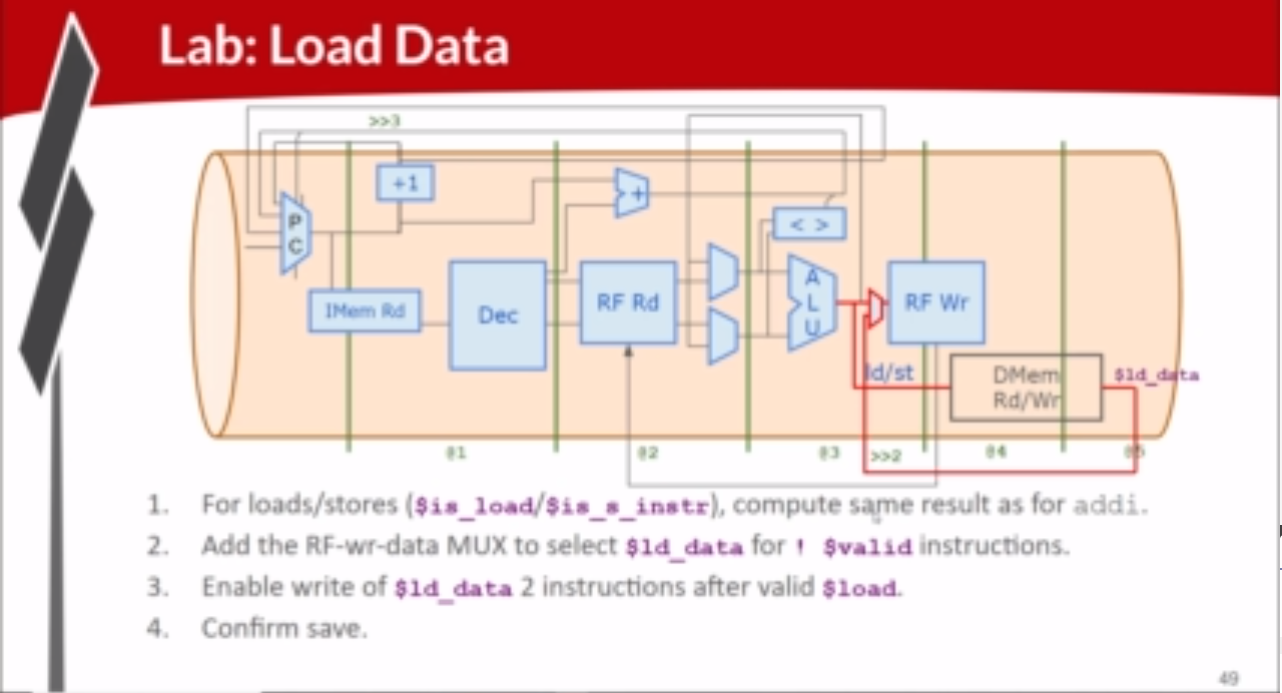 Lab: Load Data
>>3
+1
+
P
C
< >
A
L
U
IMem Rd
Dec
RF Rd
RF Wr
ld/st
DMem
Rd/Wr
$ld_data
@1
@2
@3
>>2
@4
@5
1. For loads/stores ($is_load/$is_s_instr), compute same result as for addi.
2. Add the RF-wr-data MUX to select $ld_data for ! $valid instructions.
3. Enable write of $ld_data 2 instructions after valid $load.
4. Confirm save.
49